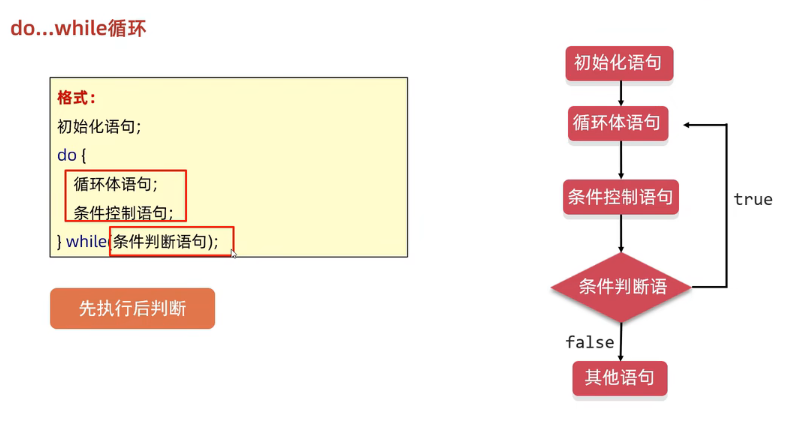 do...while循环
格式：
初始化语句;
do {
循环体语句;
条件控制语句;
} while(条件判断语句);
先执行后判断
初始化语句
循环体语句
条件控制语句
true
条件判断语
false
其他语句